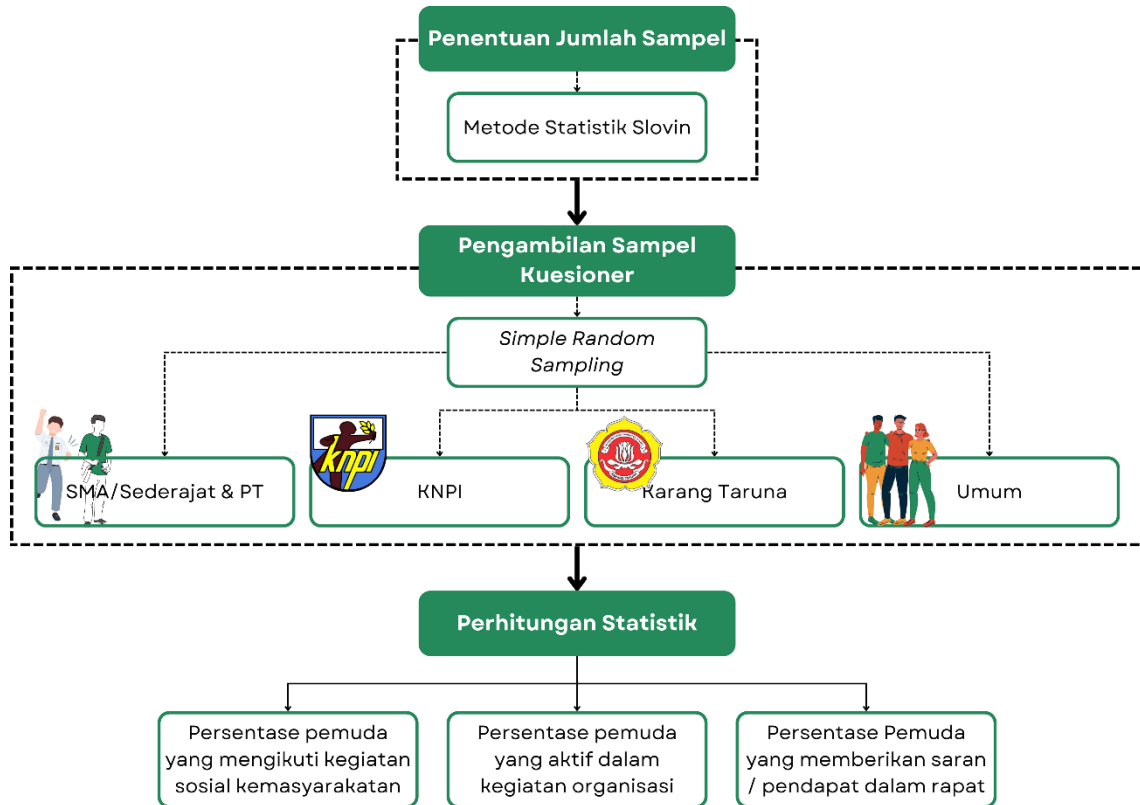 Penentuan Jumlah Sampel
Metode Statistik Slovin
Pengambilan Sampel
Kuesioner
Simple Random
Sampling
knpi
SMA/Sederajat & PT
KNPI
Karang Taruna
Umum
Perhitungan Statistik
Persentase pemuda
yang mengikuti kegiatan
sosial kemasyarakatan
Persentase pemuda
yang aktif dalam
kegiatan organisasi
Persentase Pemuda
yang memberikan saran
/ pendapat dalam rapat